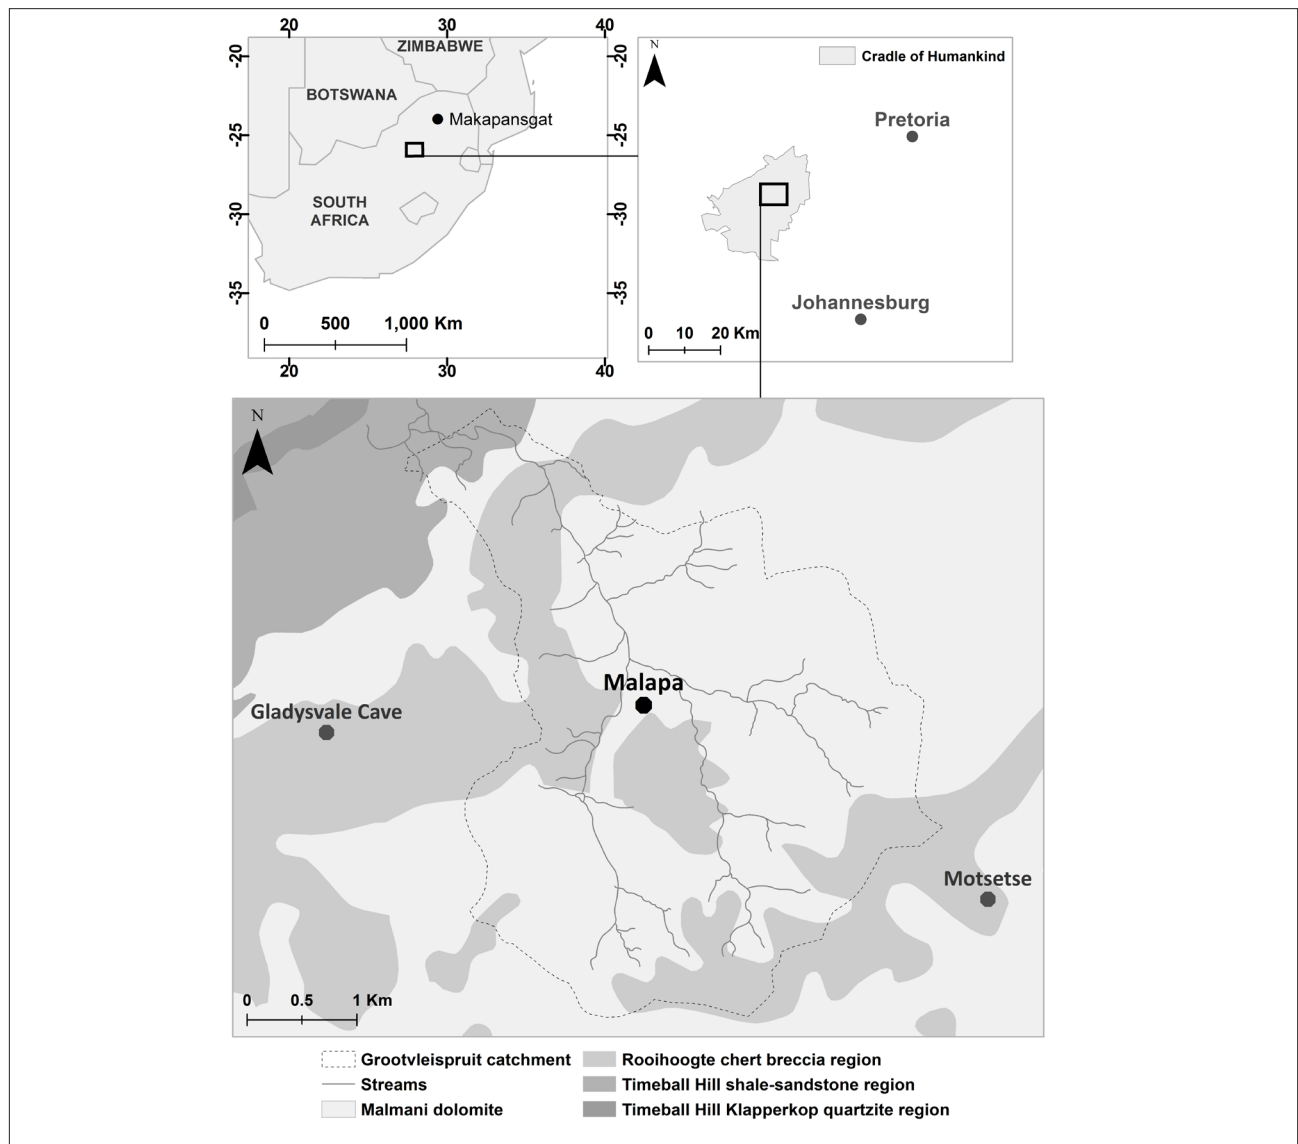 20 30 40
-20 -20
-25 -25
-30 -30
-35 -35
ZIMBABWE
BOTSWANA
Makapansgat
SOUTH
AFRICA
0 500 1,000 Km
20 30 40
N
Cradle of Humankind
Pretoria
Johannesburg
0 10 20 Km
N
Malapa
Gladysvale Cave
Motsetse
0 0.5 1 Km
Grootvleispruit catchment
Streams
Malmani dolomite
Rooihoogte chert breccia region
Timeball Hill shale-sandstone region
Timeball Hill Klapperkop quartzite region